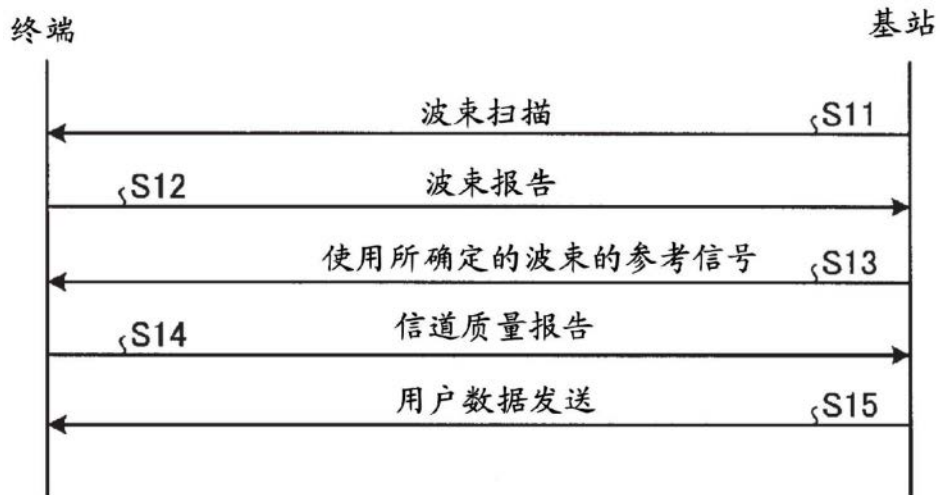 终端
基站
波束扫描
S11
S12
波束报告
使用所确定的波束的参考信号
S13
S14
信道质量报告
用户数据发送
S15